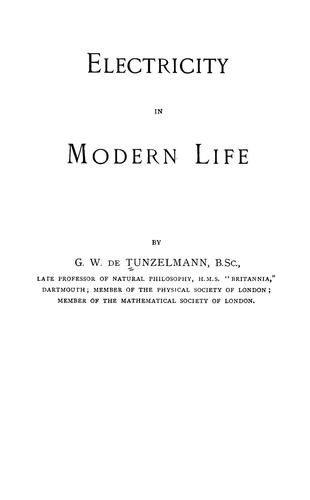 ELECTRICITY
IN
MODERN LIFE
BY
G. W. DE TUNZELMANN, B.SC.,
LATE PROFESSOR OF NATURAL PHILOSOPHY, H.M.S. "BRITANNIA,"
DARTMOUTH; MEMBER OF THE PHYSICAL SOCIETY OF LONDON;
MEMBER OF THE MATHEMATICAL SOCIETY OF LONDON.